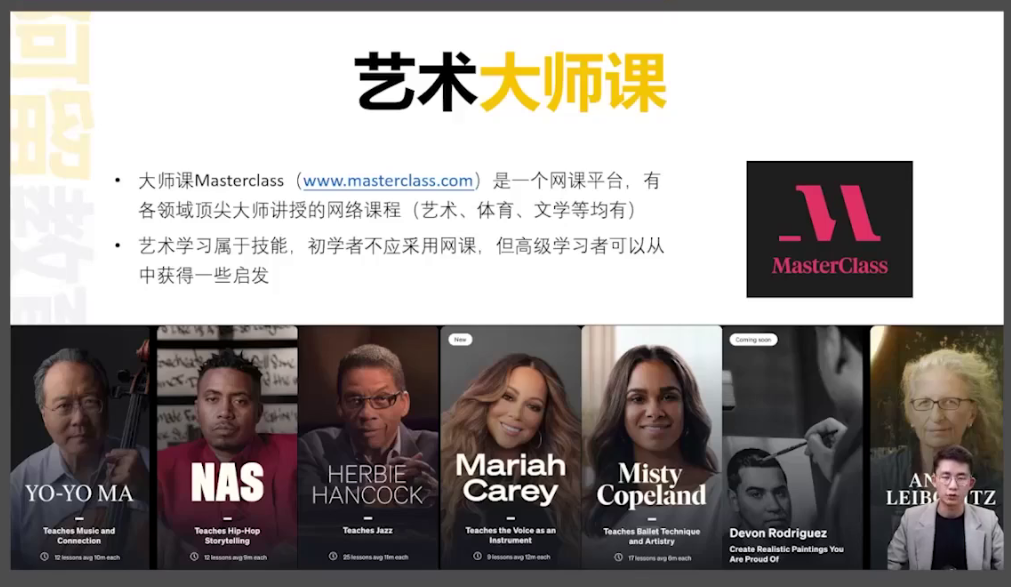 艺术大师课
• 大师课Masterclass（www.masterclass.com）是一个网课平台，有
各领域顶尖大师讲授的网络课程（艺术、体育、文学等均有）
• 艺术学习属于技能，初学者不应采用网课，但高级学习者可以从
中获得一些启发
MasterClass
YO-YO MA
Teaches Music and
Connection
12 lessons avg 10m each
NAS
Teaches Hip-Hop
Storytelling
12 lessons avg 9m each
HERBIE
HANCOCK
Teaches Jazz
25 lessons avg 11m each
New
Mariah
Carey
Teaches the Voice as an
Instrument
9 lessons avg 12m each
Misty
Copeland
Teaches Ballet Technique
and Artistry
17 lessons avg 6m each
Coming soon
Devon Rodriguez
Create Realistic Paintings You
Are Proud Of